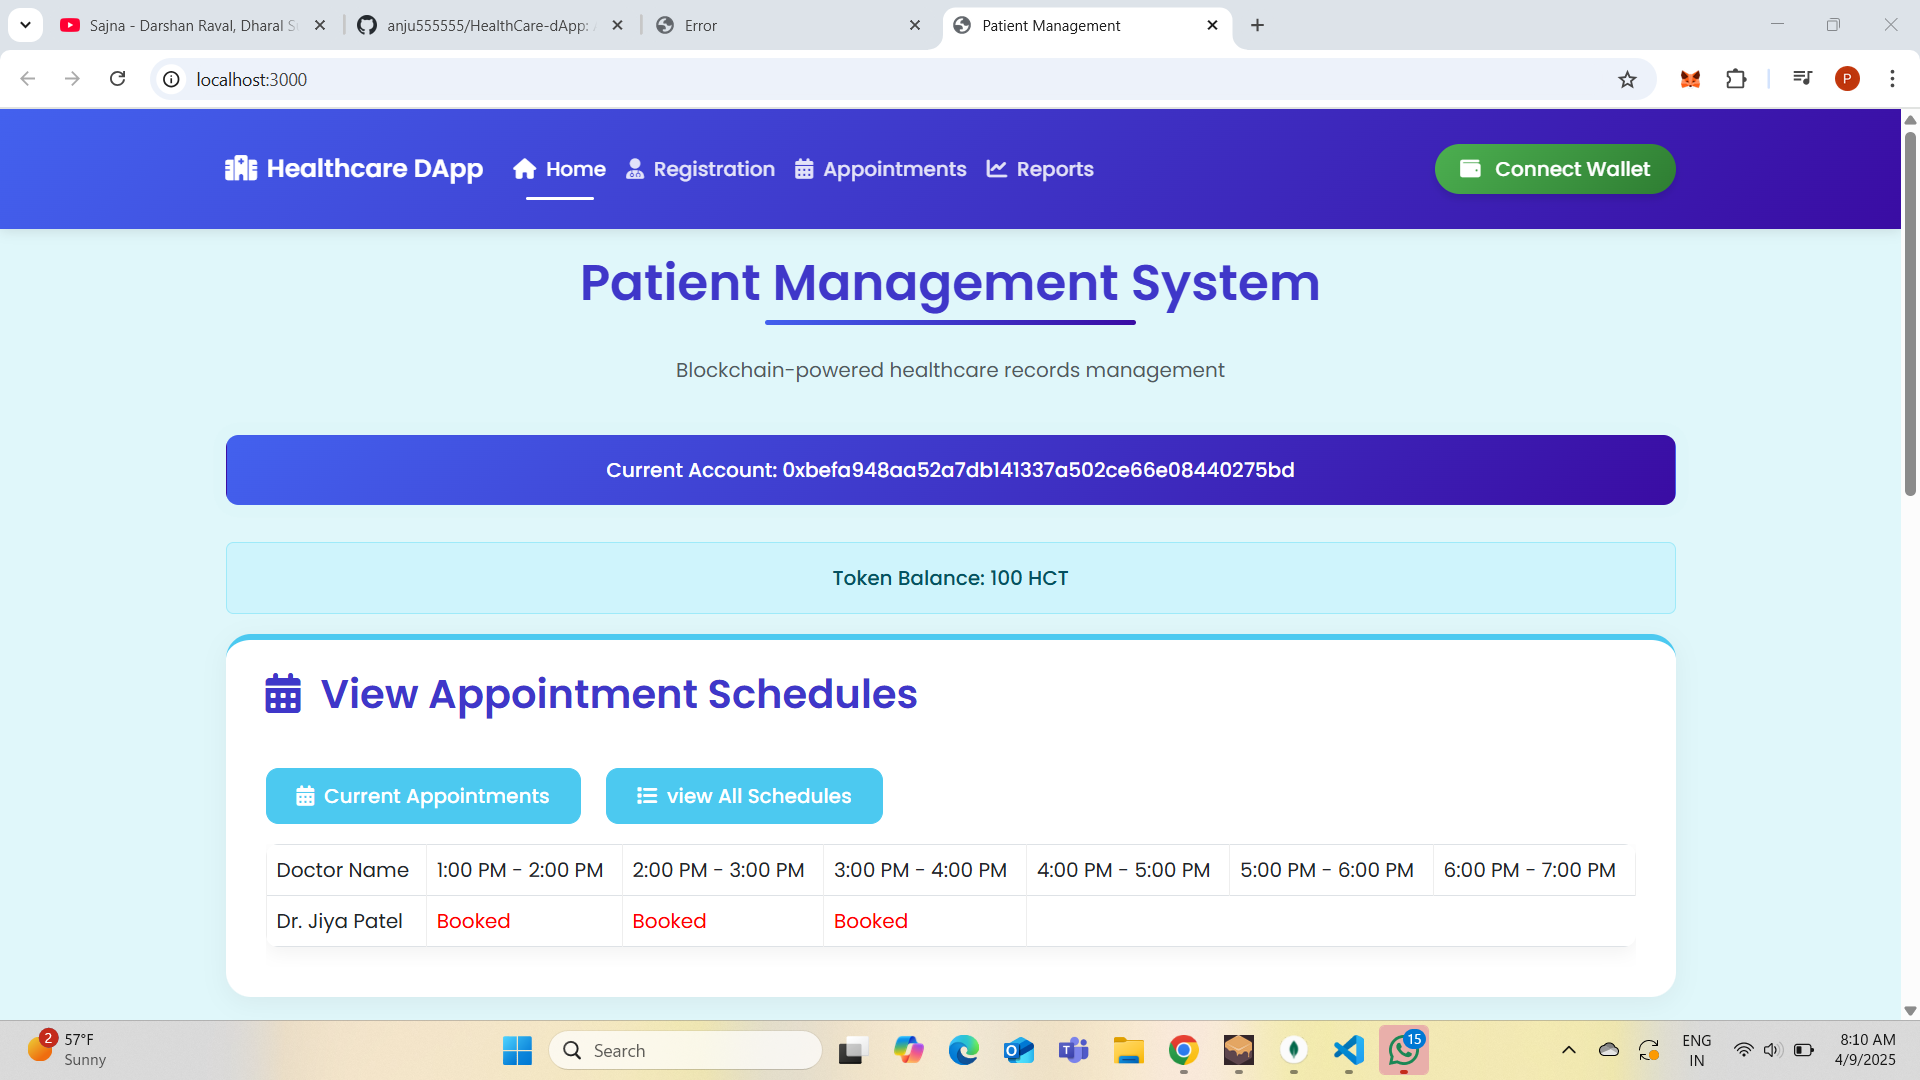 Sajna - Darshan Raval, Dharal S
anju555555/HealthCare-dApp:
Error
Patient Management
localhost:3000
P
Healthcare DApp
Home
Registration
Appointments
Reports
Connect Wallet
Patient Management System
Blockchain-powered healthcare records management
Current Account: 0xbefa948aa52a7db141337a502ce66e08440275bd
Token Balance: 100 HCT
View Appointment Schedules
Current Appointments
view All Schedules
Doctor Name 1:00 PM - 2:00 PM 2:00 PM - 3:00 PM 3:00 PM - 4:00 PM 4:00 PM - 5:00 PM 5:00 PM - 6:00 PM 6:00 PM - 7:00 PM
Dr. Jiya Patel Booked Booked Booked
2
57°F
Sunny
Search
15
ENG
IN
8:10 AM
4/9/2025